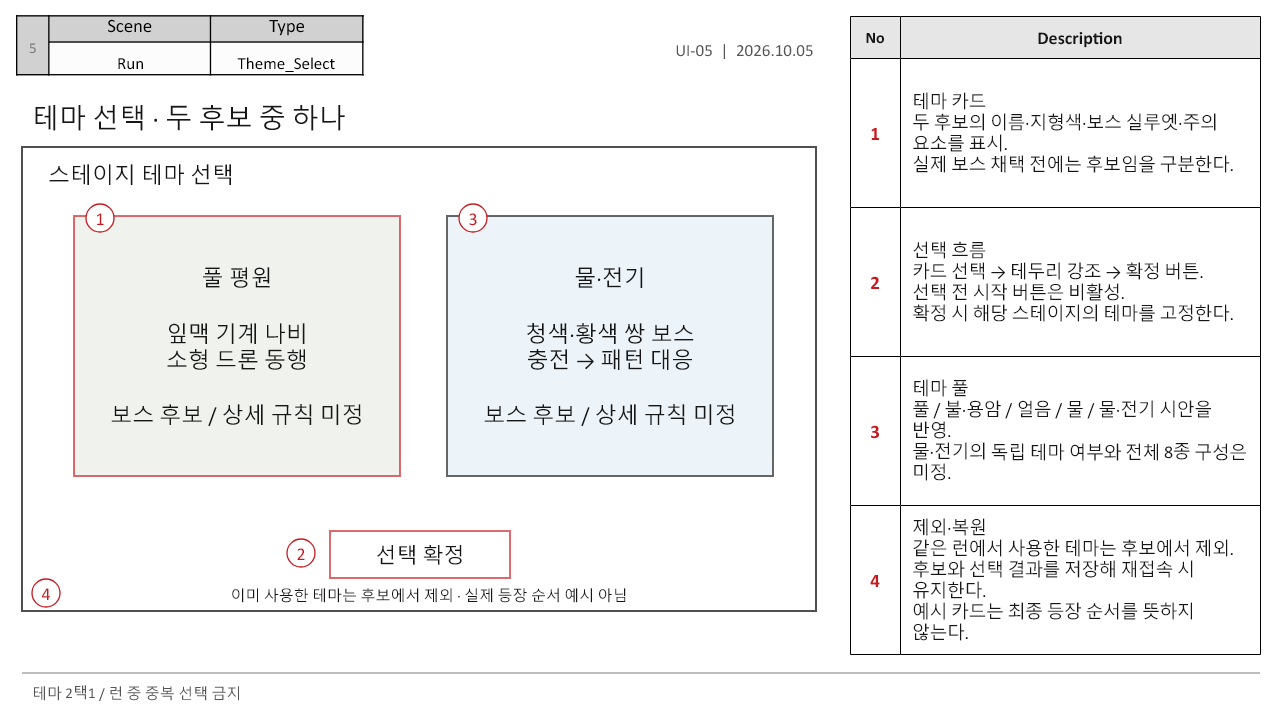 5
Scene
Type
Run
Theme_Select
UI-05 | 2026.10.05
테마 선택 · 두 후보 중 하나
스테이지 테마 선택
1
풀 평원
잎맥 기계 나비
소형 드론 동행
보스 후보 / 상세 규칙 미정
3
물·전기
청색·황색 쌍 보스
충전 → 패턴 대응
보스 후보 / 상세 규칙 미정
2
선택 확정
4
이미 사용한 테마는 후보에서 제외 · 실제 등장 순서 예시 아님
No
Description
1
테마 카드
두 후보의 이름·지형색·보스 실루엣·주의
요소를 표시.
실제 보스 채택 전에는 후보임을 구분한다.
2
선택 흐름
카드 선택 → 테두리 강조 → 확정 버튼.
선택 전 시작 버튼은 비활성.
확정 시 해당 스테이지의 테마를 고정한다.
3
테마 풀
풀 / 불·용암 / 얼음 / 물 / 물·전기 시안을
반영.
물·전기의 독립 테마 여부와 전체 8종 구성은
미정.
4
제외·복원
같은 런에서 사용한 테마는 후보에서 제외.
후보와 선택 결과를 저장해 재접속 시
유지한다.
예시 카드는 최종 등장 순서를 뜻하지
않는다.
테마 2택1 / 런 중 중복 선택 금지